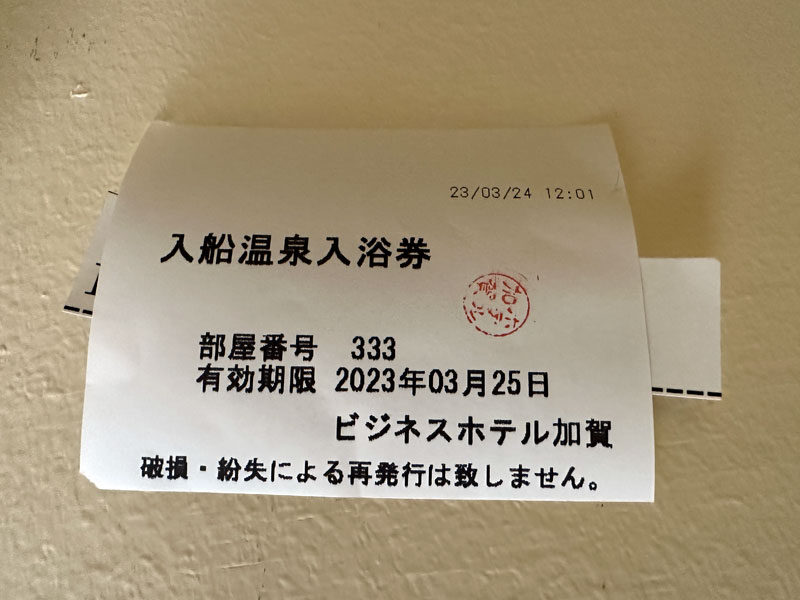 23/03/24 12:01
入船温泉入浴券
部屋番号 333
有効期限 2023年03月25日
ビジネスホテル加賀
破損・紛失による再発行は致しません。